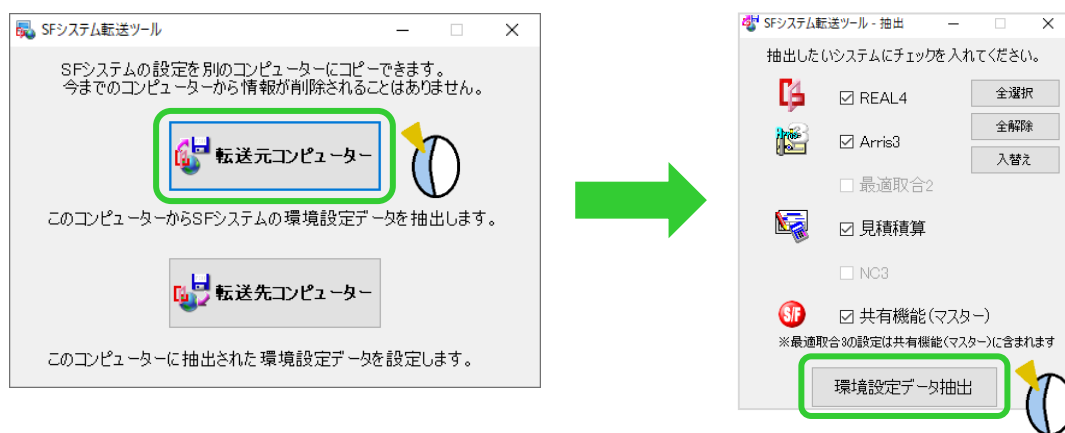 SFシステム転送ツール
SFシステムの設定を別のコンピューターにコピーできます。
今までのコンピューターから情報が削除されることはありません。
転送元コンピューター
このコンピューターからSFシステムの環境設定データを抽出します。
転送先コンピューター
このコンピューターに抽出された環境設定データを設定します。
SFシステム転送ツール - 抽出
抽出したいシステムにチェックを入れてください。
REAL4
全選択
全解除
Arris3
入替え
最適取合2
見積積算
NC3
S/F
共有機能(マスター)
※最適取合3の設定は共有機能(マスター)に含まれます
環境設定データ抽出